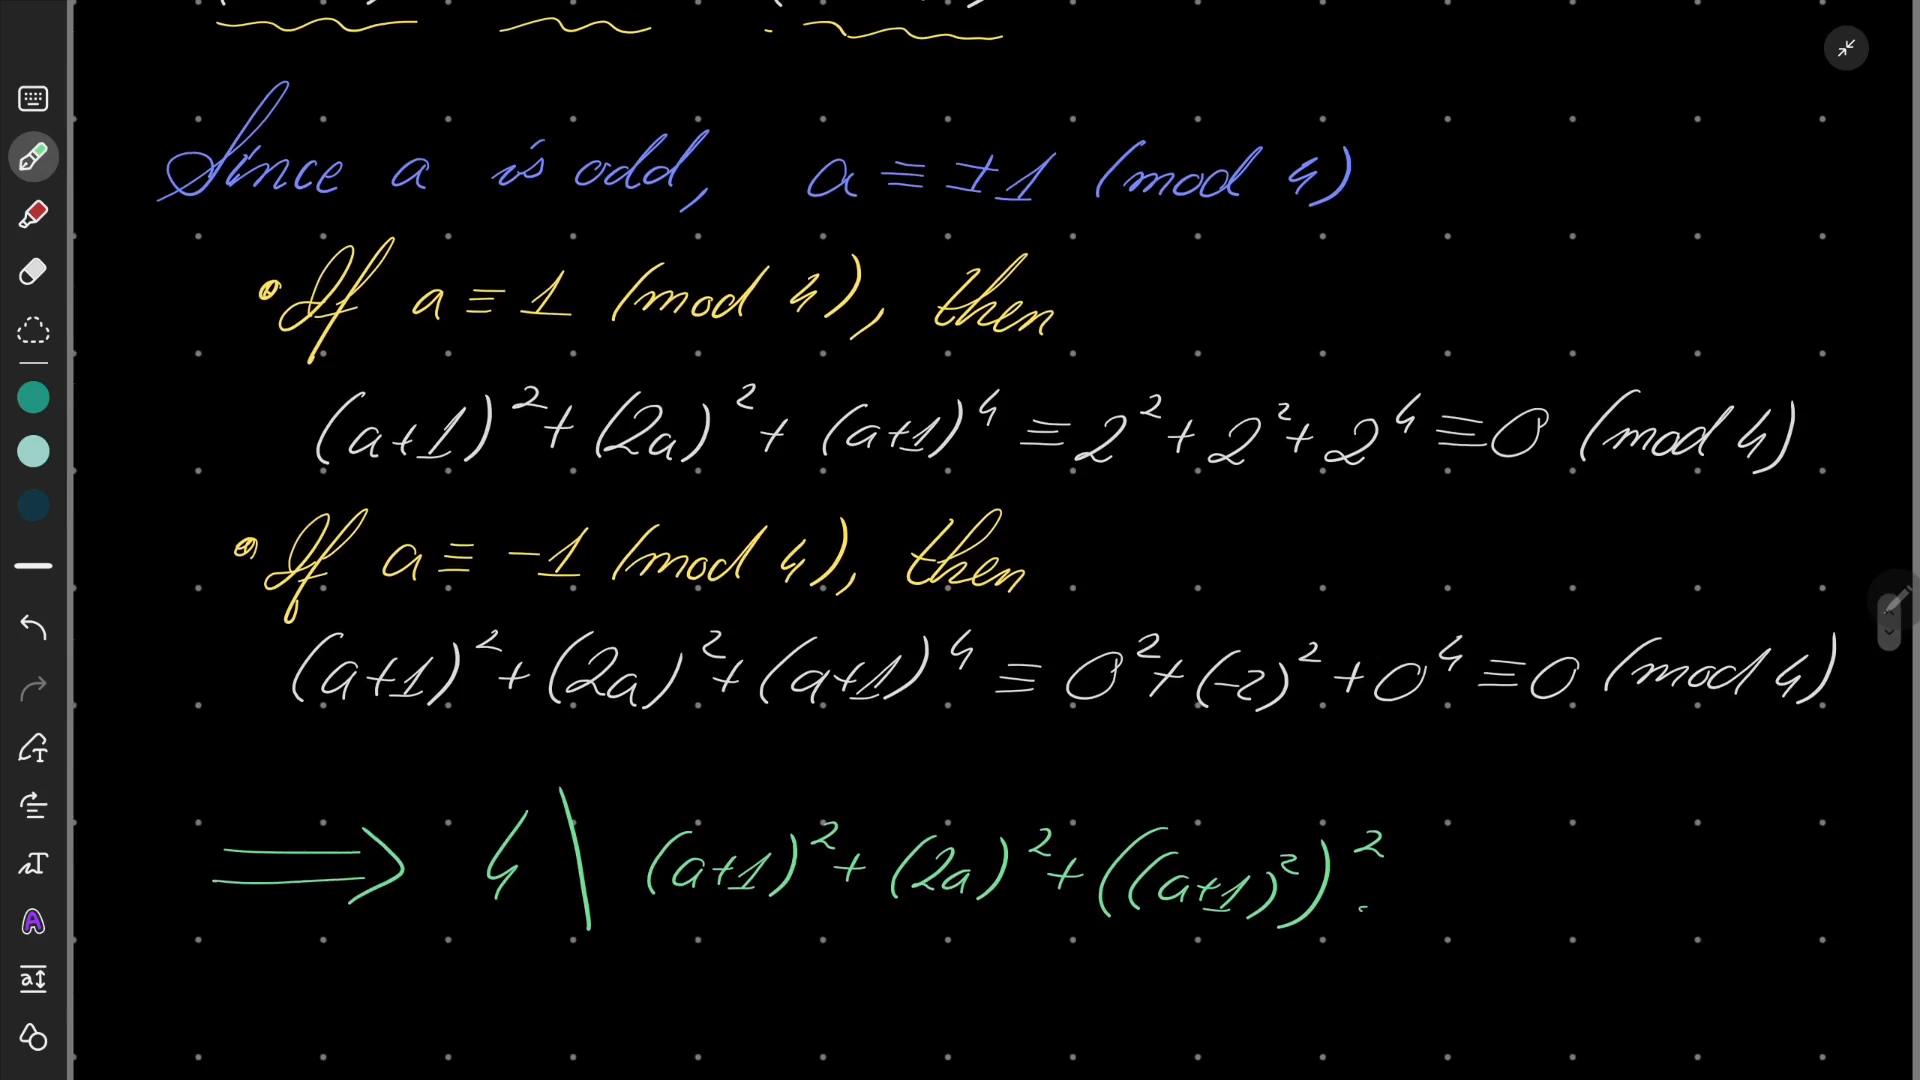 Since a is odd, a ≡ ±1 (mod 4)
• If a ≡ 1 (mod 4), then
(a+1)² + (2a)² + (a+1)⁴ ≡ 2² + 2² + 2⁴ ≡ 0 (mod 4)
• If a ≡ -1 (mod 4), then
(a+1)² + (2a)² + (a+1)⁴ ≡ 0² + (-2)² + 0⁴ ≡ 0 (mod 4)
⟹ 4 \ (a+1)² + (2a)² + ((a+1)²)².